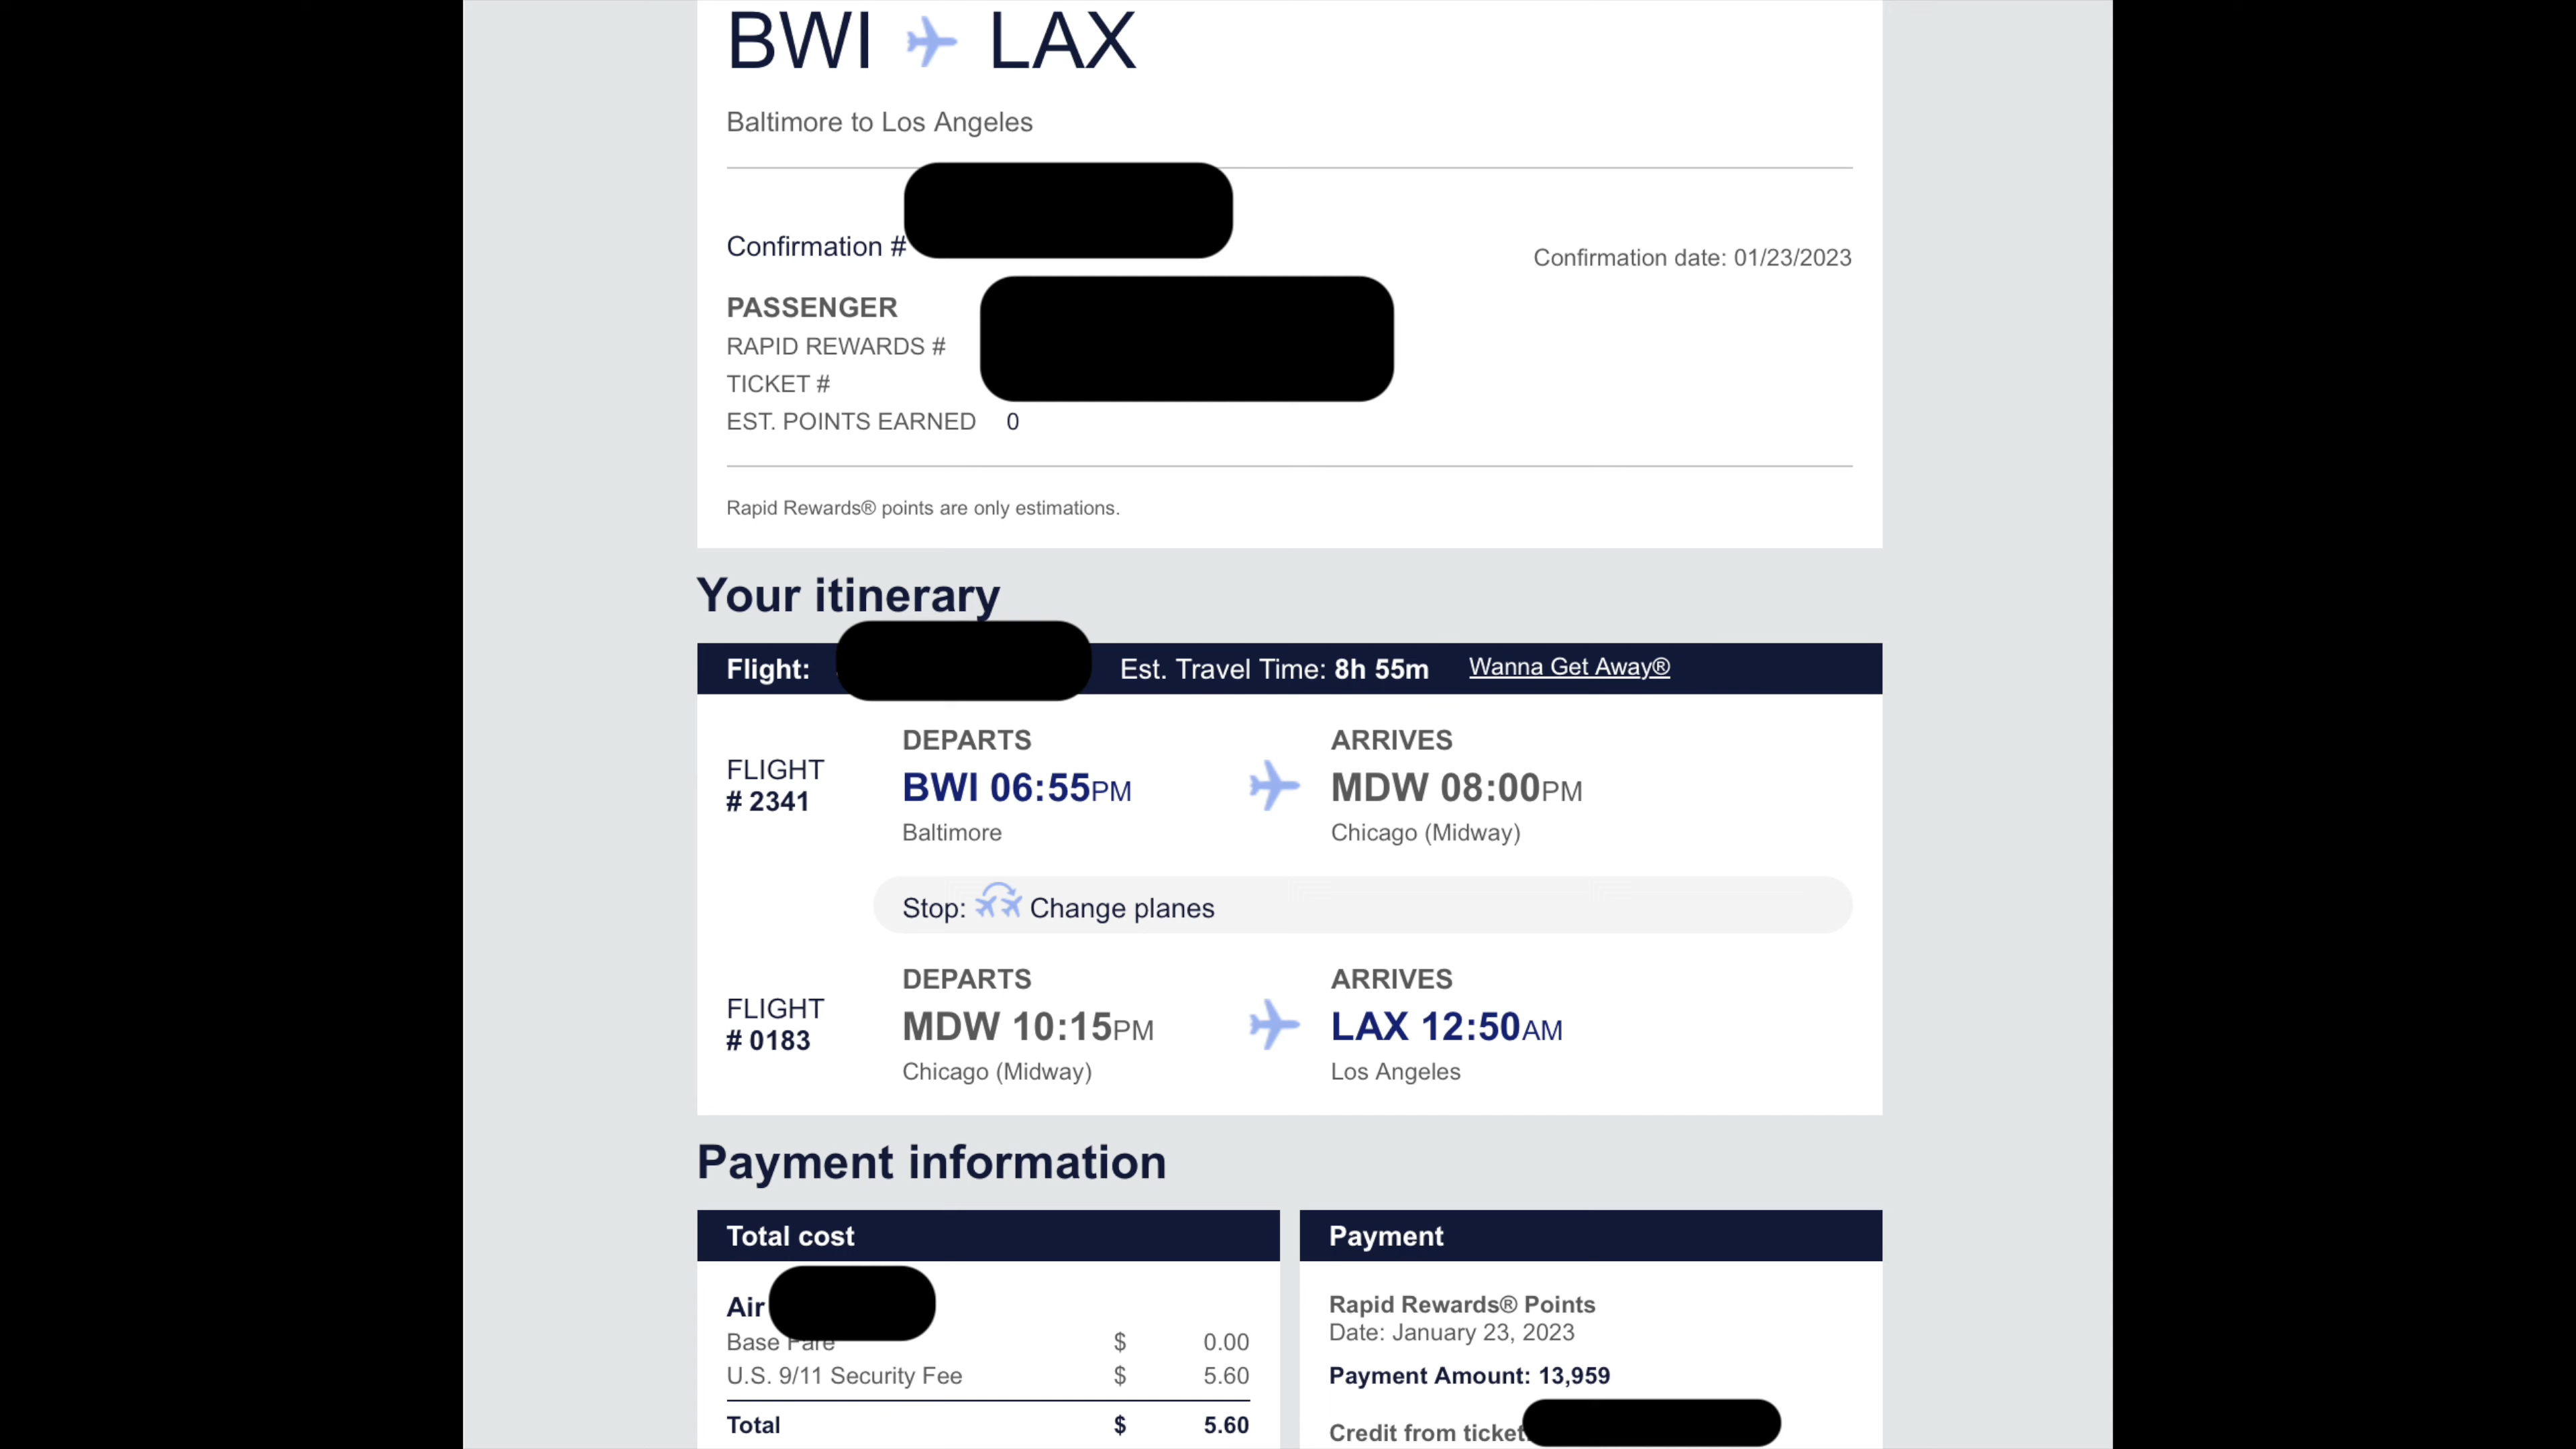 BWI LAX
Baltimore to Los Angeles
Confirmation #
Confirmation date: 01/23/2023
PASSENGER
RAPID REWARDS #
TICKET #
EST. POINTS EARNED 0
Rapid Rewards® points are only estimations.
Your itinerary
Flight: Est. Travel Time: 8h 55m Wanna Get Away®
DEPARTS ARRIVES
FLIGHT # 2341 BWI 06:55PM MDW 08:00PM
Baltimore Chicago (Midway)
Stop: Change planes
DEPARTS ARRIVES
FLIGHT # 0183 MDW 10:15PM LAX 12:50AM
Chicago (Midway) Los Angeles
Payment information
Total cost
Air
Base Fare $ 0.00
U.S. 9/11 Security Fee $ 5.60
Total $ 5.60
Payment
Rapid Rewards® Points
Date: January 23, 2023
Payment Amount: 13,959
Credit from ticket